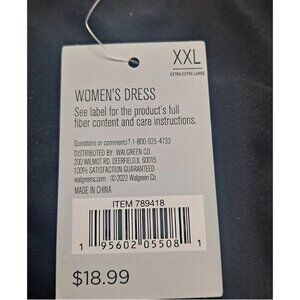 XXL
EXTRA EXTRA LARGE
WOMEN'S DRESS
See label for the product's full
fiber content and care instructions.
Questions or comments? 1-800-925-4733
DISTRIBUTED BY: WALGREEN CO.
200 WILMOT RD. DEERFIELD, IL 60015
100% SATISFACTION GUARANTEED
walgreens.com ©2022 Walgreen Co.
MADE IN CHINA
ITEM 789418
1 95602 05508 1
$18.99